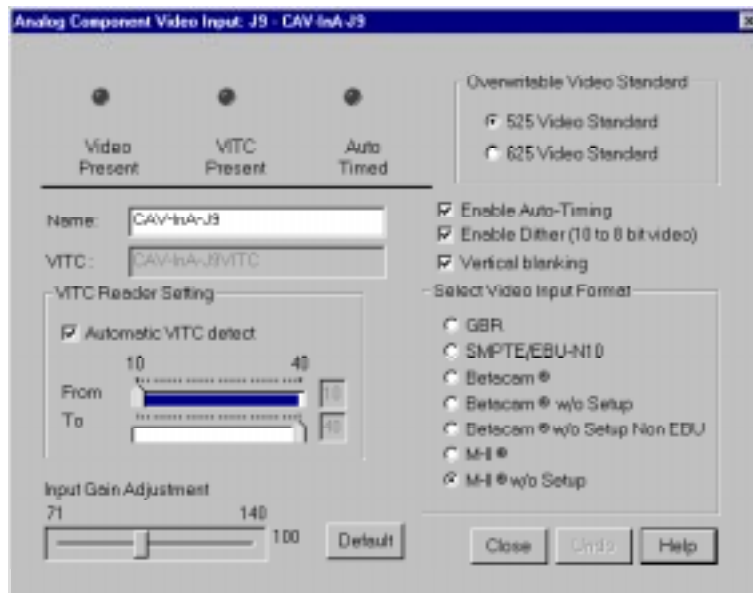 Analog Component Video Input: J9 - CAV-InA-J9
Video Present
VITC Present
Auto Timed
Overwritable Video Standard
525 Video Standard
625 Video Standard
Name: CAV-InA-J9
VITC: CAV-InA-J9VITC
Enable Auto-Timing
Enable Dither (10 to 8 bit video)
Vertical blanking
VITC Reader Setting
Automatic VITC detect
10 40
From 10
To 40
Select Video Input Format
GBR
SMPTE/EBU-N10
Betacam ®
Betacam ® w/o Setup
Betacam ® w/o Setup Non EBU
M-II ®
M-II ® w/o Setup
Input Gain Adjustment
71 140
100
Default
Close Undo Help